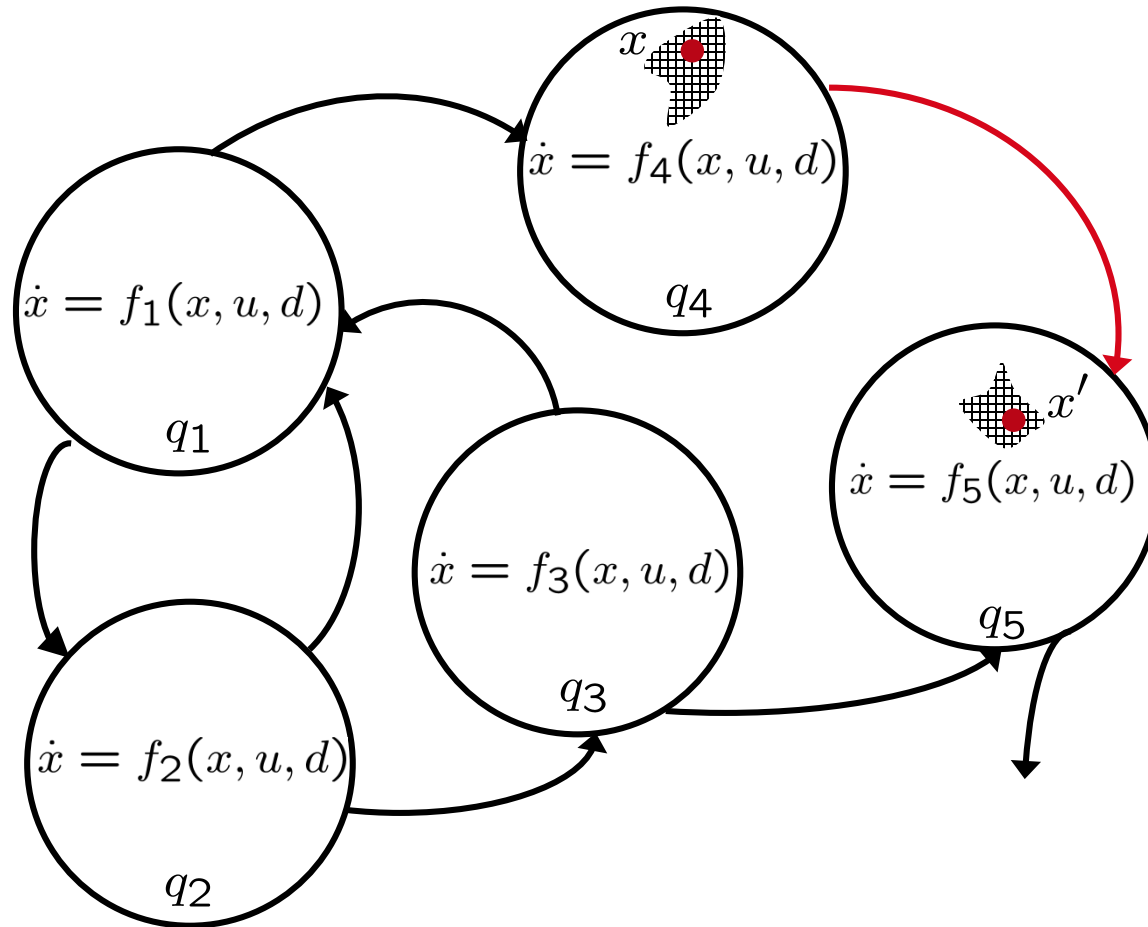 x
ẋ = f₄(x, u, d)
q₄
ẋ = f₁(x, u, d)
q₁
x′
ẋ = f₅(x, u, d)
q₅
ẋ = f₃(x, u, d)
q₃
ẋ = f₂(x, u, d)
q₂